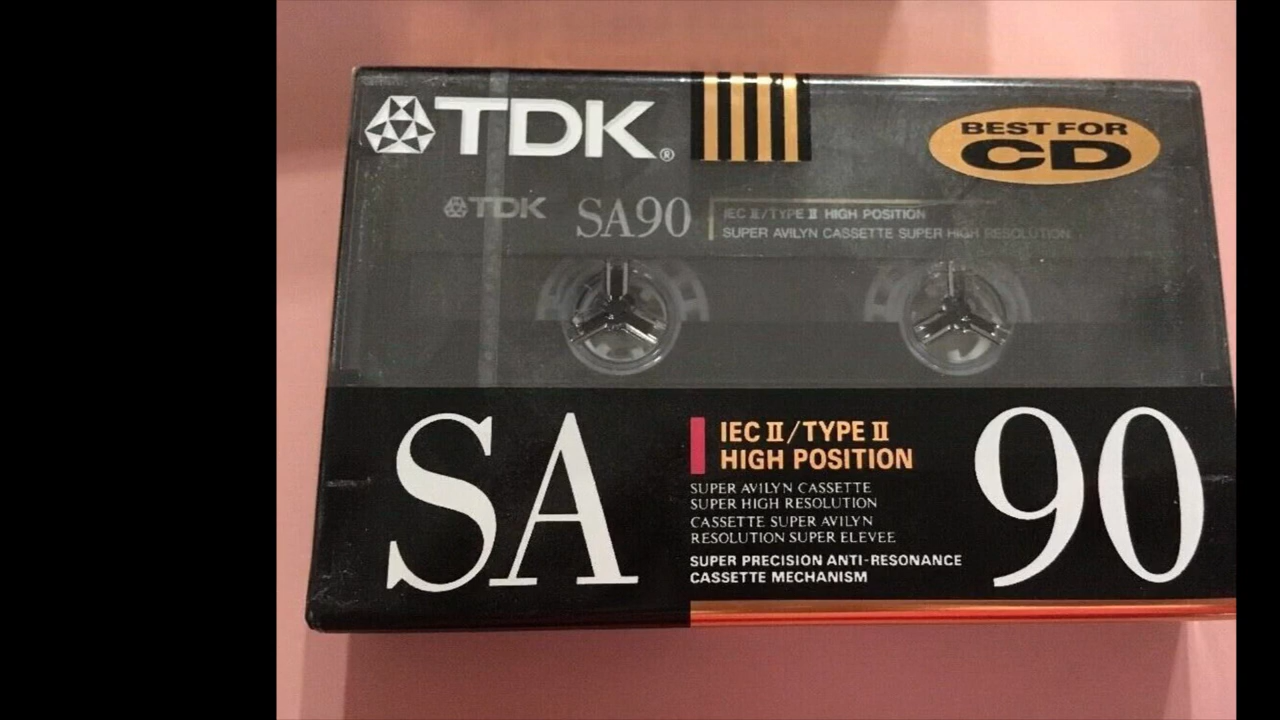 TDK®
BEST FOR
CD
TDK SA90
IEC II/TYPE II HIGH POSITION
SUPER AVILYN CASSETTE SUPER HIGH RESOLUTION
SA
IEC II/TYPE II
HIGH POSITION
SUPER AVILYN CASSETTE
SUPER HIGH RESOLUTION
CASSETTE SUPER AVILYN
RESOLUTION SUPER ELEVEE
SUPER PRECISION ANTI-RESONANCE
CASSETTE MECHANISM
90